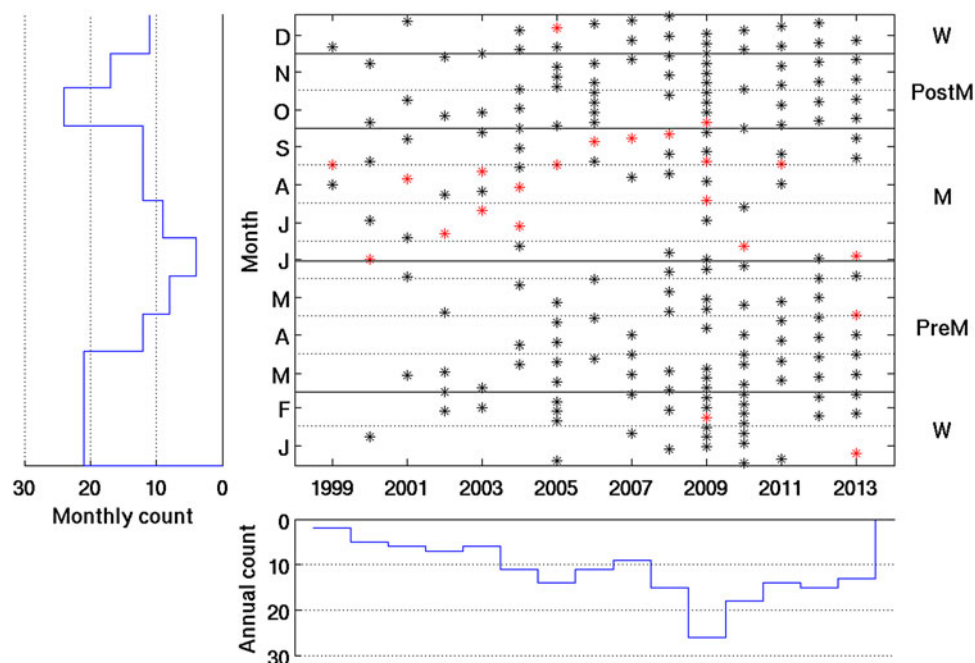 D
N
O
S
A
J
J
M
A
M
F
J
Month
W
PostM
M
PreM
W
30 20 10 0
Monthly count
1999 2001 2003 2005 2007 2009 2011 2013
0
10
20
30
Annual count